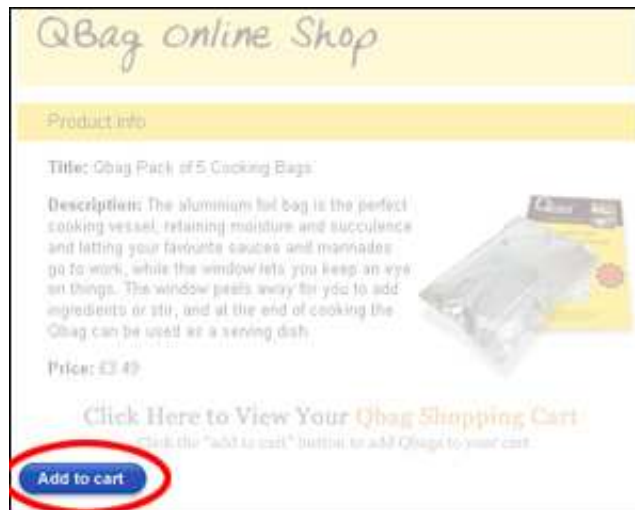 QBag Online Shop
Product info
Title: Qbag Pack of 5 Cooking Bags
Description: The aluminium foil bag is the perfect
cooking vessel, retaining moisture and succulence
and letting your favourite sauces and marinades
go to work, while the window lets you keep an eye
on things. The window peels away for you to add
ingredients or stir, and at the end of cooking the
Qbag can be used as a serving dish
Price: £3.49
Click Here to View Your Qbag Shopping Cart
Click the "add to cart" button to add Qbags to your cart
Add to cart